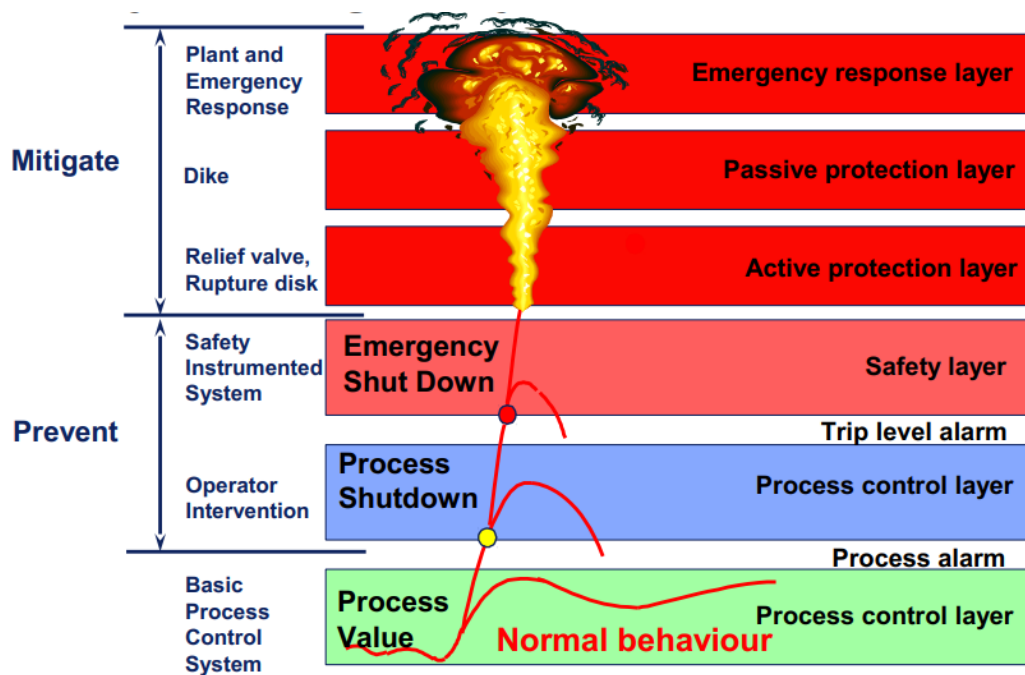 Plant and
Emergency
Response
Emergency response layer
Mitigate
Dike
Passive protection layer
Relief valve,
Rupture disk
Active protection layer
Safety
Instrumented
System
Emergency
Shut Down
Safety layer
Prevent
Trip level alarm
Operator
Intervention
Process
Shutdown
Process control layer
Process alarm
Basic
Process
Control
System
Process
Value
Normal behaviour
Process control layer